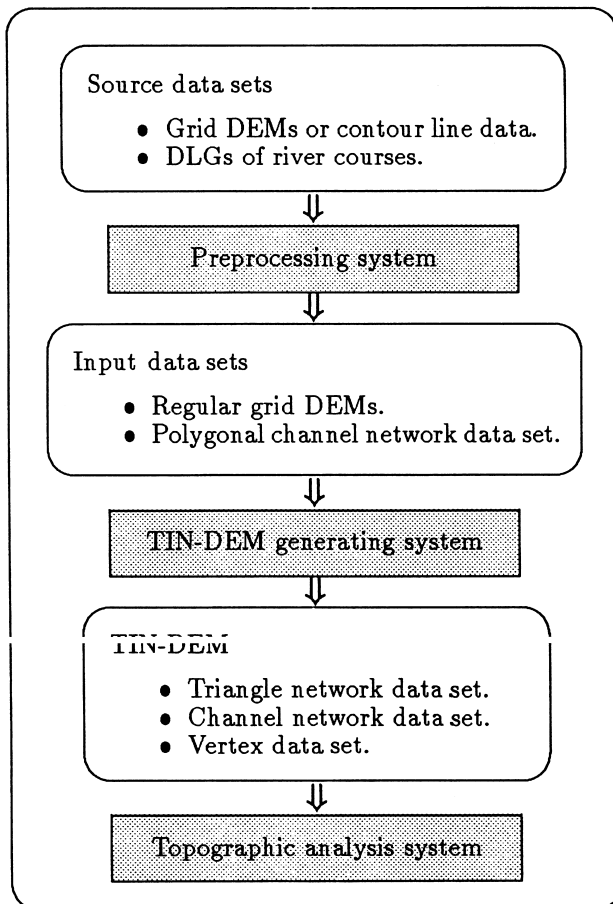 Source data sets
● Grid DEMs or contour line data.
● DLGs of river courses.
Preprocessing system
Input data sets
● Regular grid DEMs.
● Polygonal channel network data set.
TIN-DEM generating system
TIN-DEM
● Triangle network data set.
● Channel network data set.
● Vertex data set.
Topographic analysis system